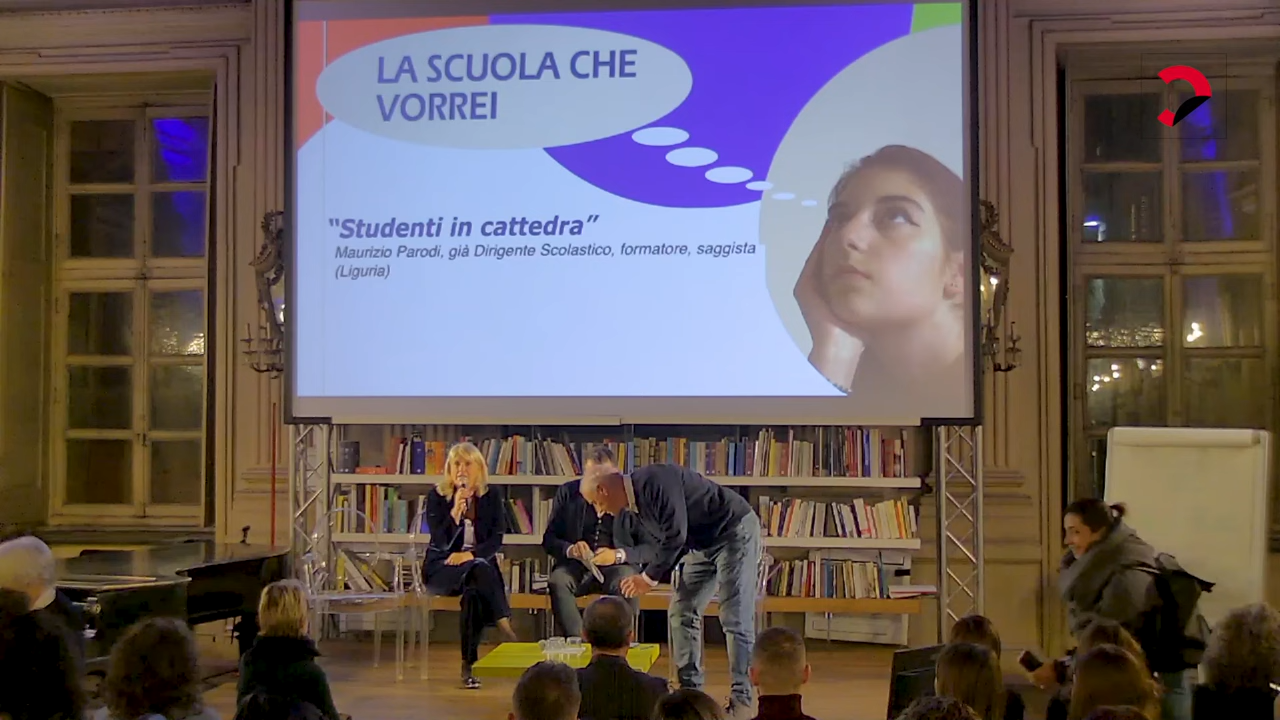 LA SCUOLA CHE
VORREI
“Studenti in cattedra”
Maurizio Parodi, già Dirigente Scolastico, formatore, saggista
(Liguria)